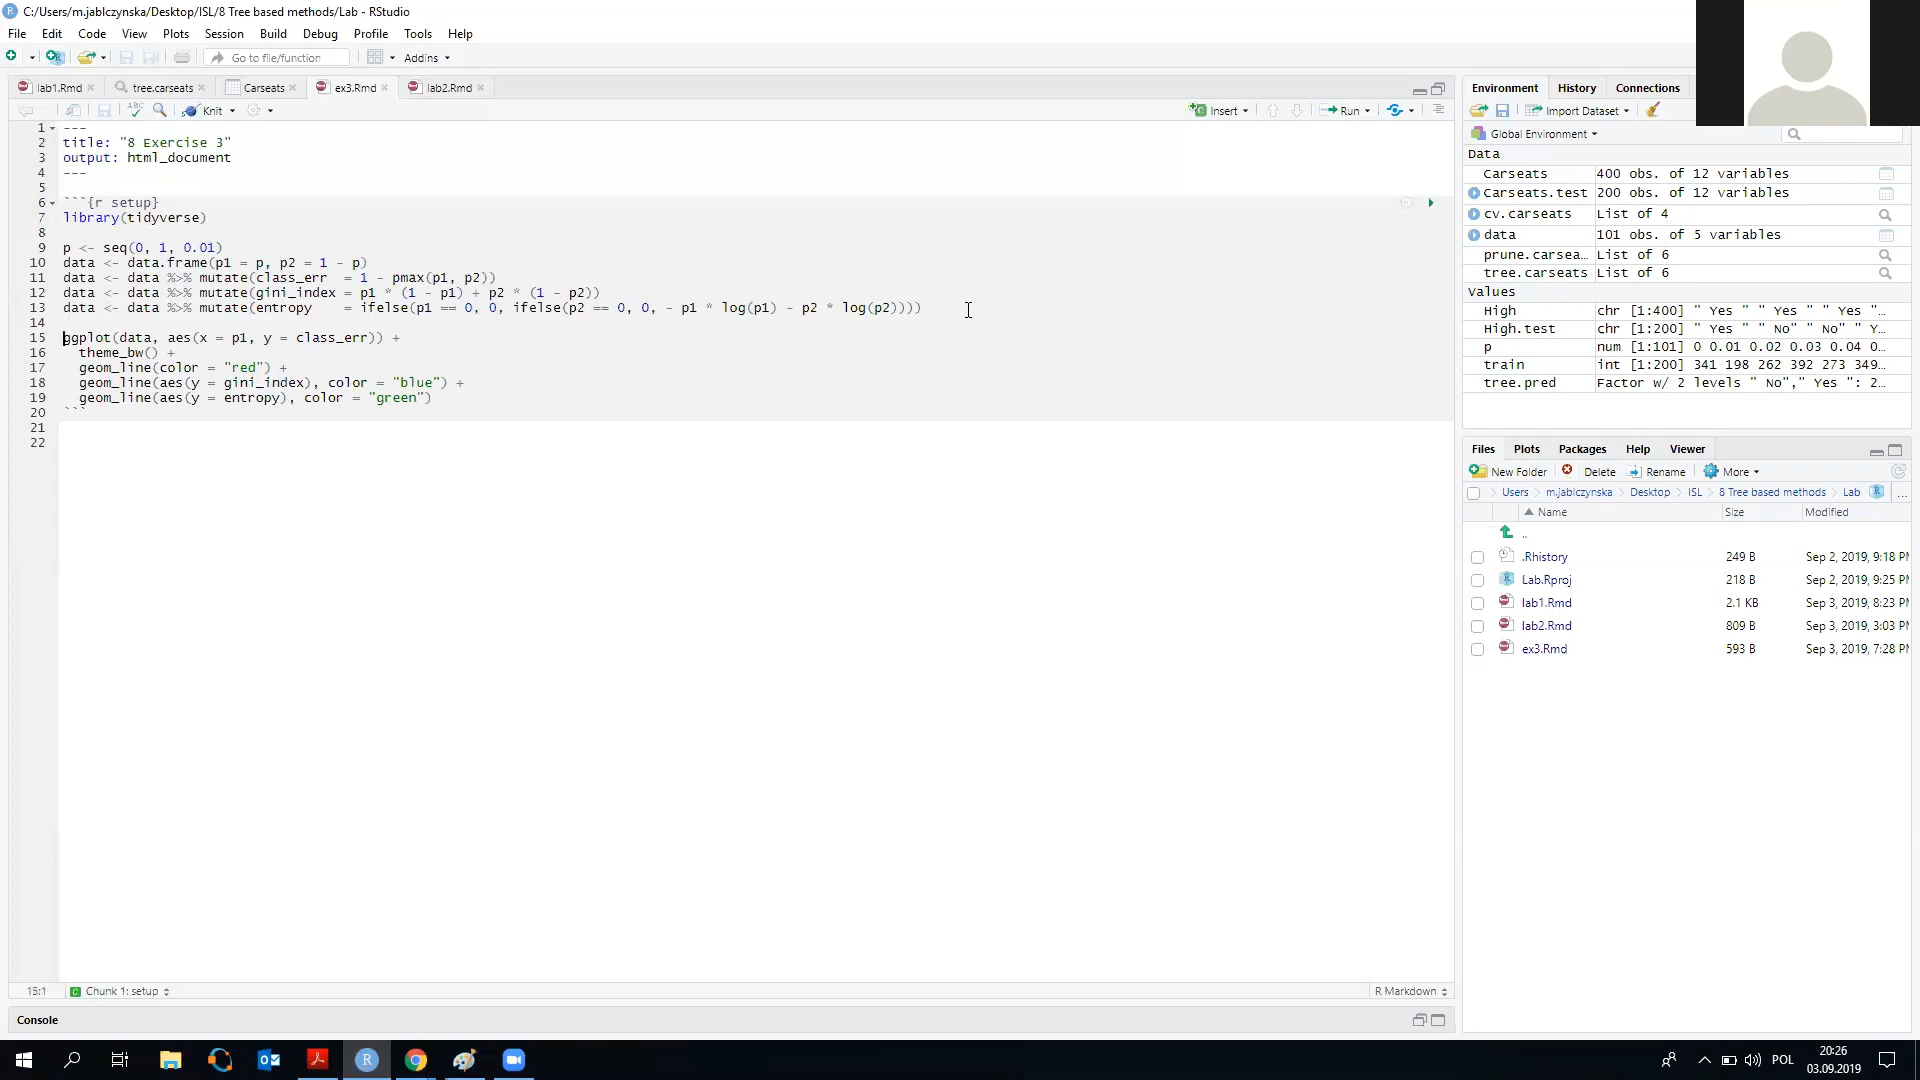 C:/Users/m.jablczynska/Desktop/ISL/8 Tree based methods/Lab - RStudio
File Edit Code View Plots Session Build Debug Profile Tools Help
Go to file/function Addins
lab1.Rmd tree.carseats Carseats ex3.Rmd lab2.Rmd
ABC Knit Insert Run
1 ---
2 title: "8 Exercise 3"
3 output: html_document
4 ---
5
6 ```{r setup}
7 library(tidyverse)
8
9 p <- seq(0, 1, 0.01)
10 data <- data.frame(p1 = p, p2 = 1 - p)
11 data <- data %>% mutate(class_err  = 1 - pmax(p1, p2))
12 data <- data %>% mutate(gini_index = p1 * (1 - p1) + p2 * (1 - p2))
13 data <- data %>% mutate(entropy    = ifelse(p1 == 0, 0, ifelse(p2 == 0, 0, - p1 * log(p1) - p2 * log(p2))))
14
15 ggplot(data, aes(x = p1, y = class_err)) +
16   theme_bw() +
17   geom_line(color = "red") +
18   geom_line(aes(y = gini_index), color = "blue") +
19   geom_line(aes(y = entropy), color = "green")
20 ```
21
22
15:1 Chunk 1: setup R Markdown
Console
Environment History Connections
Import Dataset
Global Environment
Data
Carseats 400 obs. of 12 variables
Carseats.test 200 obs. of 12 variables
cv.carseats List of 4
data 101 obs. of 5 variables
prune.carsea… List of 6
tree.carseats List of 6
Values
High chr [1:400] " Yes " " Yes " " Yes "…
High.test chr [1:200] " Yes " " No" " No" " Y…
p num [1:101] 0 0.01 0.02 0.03 0.04 0…
train int [1:200] 341 198 262 392 273 349…
tree.pred Factor w/ 2 levels " No"," Yes ": 2…
Files Plots Packages Help Viewer
New Folder Delete Rename More
Users m.jablczynska Desktop ISL 8 Tree based methods Lab ...
Name Size Modified
..
.Rhistory 249 B Sep 2, 2019, 9:18 PM
Lab.Rproj 218 B Sep 2, 2019, 9:25 PM
lab1.Rmd 2.1 KB Sep 3, 2019, 8:23 PM
lab2.Rmd 809 B Sep 3, 2019, 3:03 PM
ex3.Rmd 593 B Sep 3, 2019, 7:28 PM
POL 20:26
03.09.2019